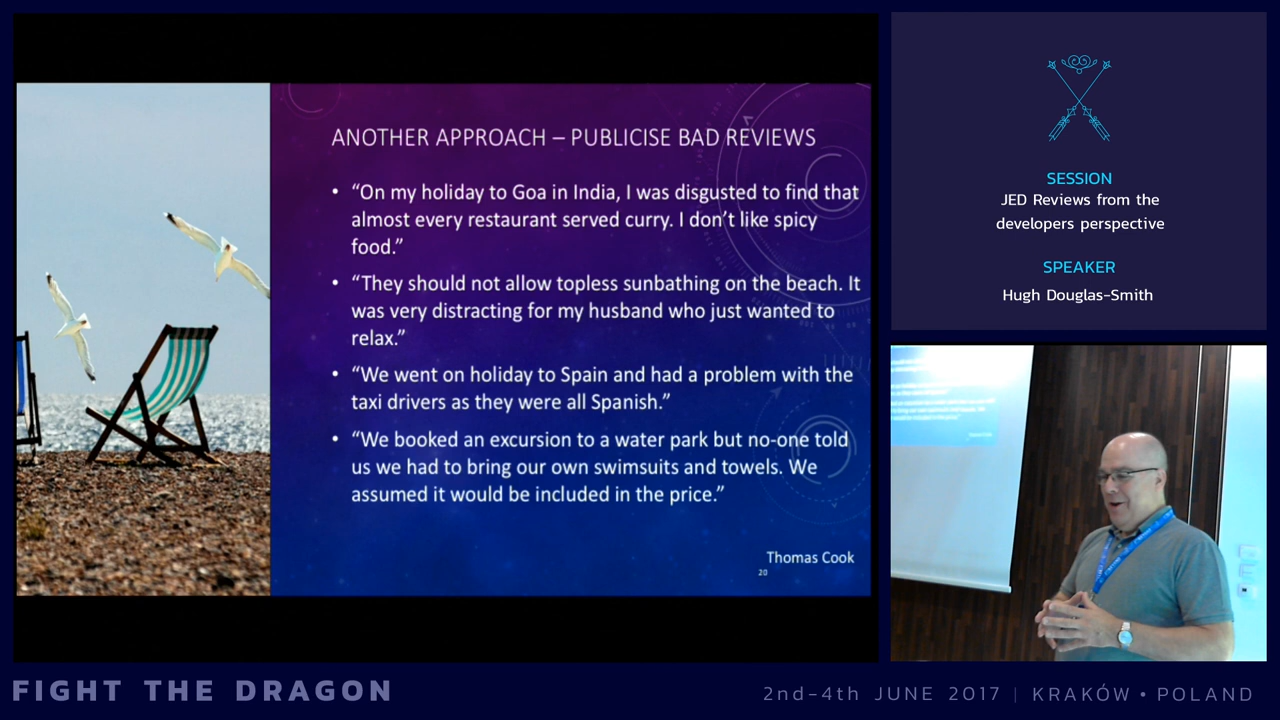 ANOTHER APPROACH – PUBLICISE BAD REVIEWS
• “On my holiday to Goa in India, I was disgusted to find that
almost every restaurant served curry. I don’t like spicy
food.”
• “They should not allow topless sunbathing on the beach. It
was very distracting for my husband who just wanted to
relax.”
• “We went on holiday to Spain and had a problem with the
taxi drivers as they were all Spanish.”
• “We booked an excursion to a water park but no-one told
us we had to bring our own swimsuits and towels. We
assumed it would be included in the price.”
Thomas Cook
20
SESSION
JED Reviews from the
developers perspective
SPEAKER
Hugh Douglas-Smith
FIGHT THE DRAGON
2nd-4th JUNE 2017 | KRAKÓW • POLAND